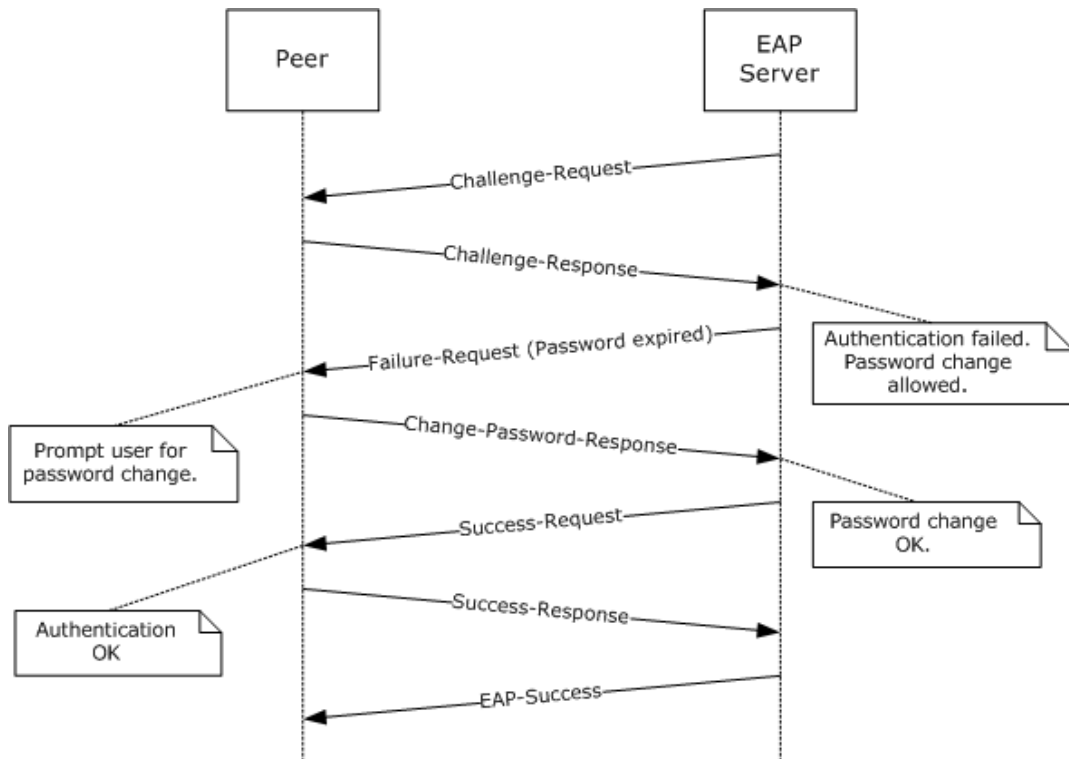 Peer
EAP
Server
Challenge-Request
Challenge-Response
Authentication failed.
Password change
allowed.
Failure-Request (Password expired)
Prompt user for
password change.
Change-Password-Response
Password change
OK.
Success-Request
Authentication
OK
Success-Response
EAP-Success